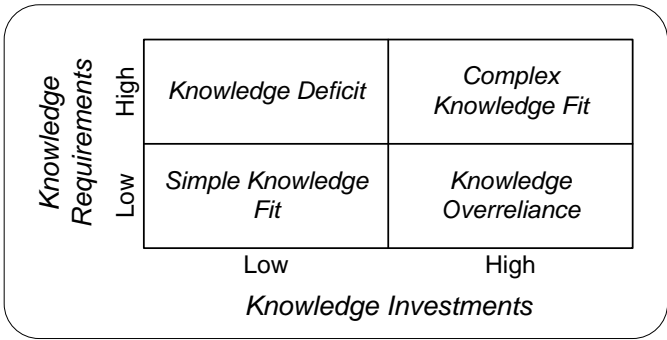 Knowledge
Requirements
High
Low
Knowledge Deficit
Complex
Knowledge Fit
Simple Knowledge
Fit
Knowledge
Overreliance
Low
High
Knowledge Investments